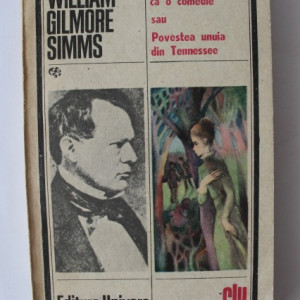 WILLIAM
GILMORE
SIMMS
ca o comedie
sau
Povestea unuia
din Tennessee
Editura Univers
clu